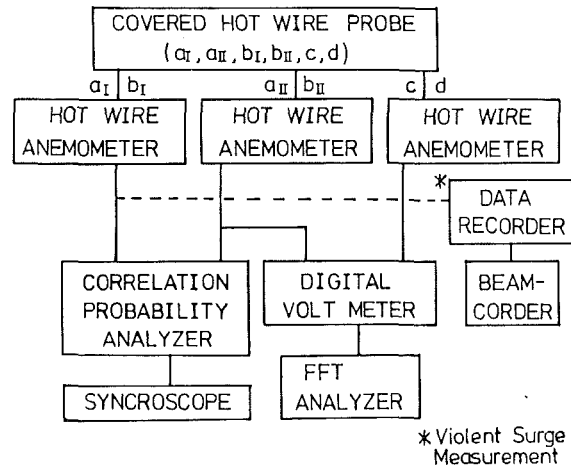 COVERED HOT WIRE PROBE
(aI,aII,bI,bII,c,d)
aI bI
aII bII
c d
HOT WIRE
ANEMOMETER
HOT WIRE
ANEMOMETER
HOT WIRE
ANEMOMETER
*
DATA
RECORDER
CORRELATION
PROBABILITY
ANALYZER
DIGITAL
VOLT METER
BEAM-
CORDER
SYNCROSCOPE
FFT
ANALYZER
*Violent Surge
Measurement